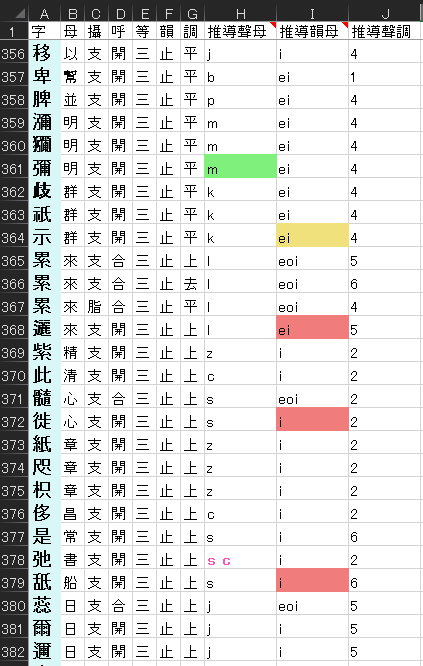 A B C D E F G H I J
1 字 母 攝 呼 等 韻 調 推導聲母 推導韻母 推導聲調
356 移 以 支 開 三 止 平 j i 4
357 卑 幫 支 開 三 止 平 b ei 1
358 脾 並 支 開 三 止 平 p ei 4
359 瀰 明 支 開 三 止 平 m ei 4
360 獼 明 支 開 三 止 平 m ei 4
361 彌 明 支 開 三 止 平 m ei 4
362 歧 群 支 開 三 止 平 k ei 4
363 祇 群 支 開 三 止 平 k ei 4
364 示 群 支 開 三 止 平 k ei 4
365 累 來 支 合 三 止 上 l eoi 5
366 累 來 支 合 三 止 去 l eoi 6
367 累 來 脂 合 三 止 平 l eoi 4
368 邐 來 支 開 三 止 上 l ei 5
369 紫 精 支 開 三 止 上 z i 2
370 此 清 支 開 三 止 上 c i 2
371 髓 心 支 合 三 止 上 s eoi 2
372 徙 心 支 開 三 止 上 s i 2
373 紙 章 支 開 三 止 上 z i 2
374 咫 章 支 開 三 止 上 z i 2
375 枳 章 支 開 三 止 上 z i 2
376 侈 昌 支 開 三 止 上 c i 2
377 是 常 支 開 三 止 上 s i 6
378 弛 書 支 開 三 止 上 s c i 2
379 舐 船 支 開 三 止 上 s i 6
380 蕊 日 支 合 三 止 上 j eoi 5
381 爾 日 支 開 三 止 上 j i 5
382 邇 日 支 開 三 止 上 j i 5